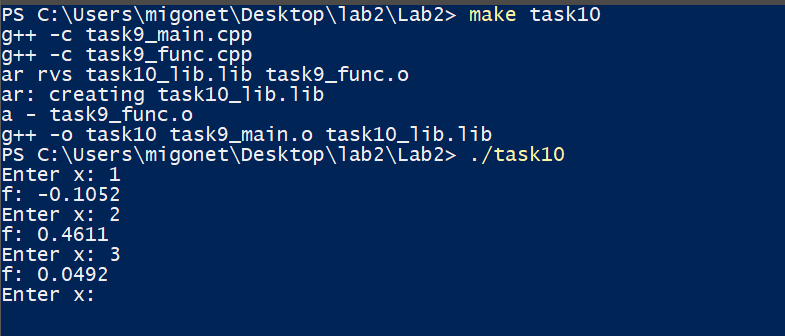 PS C:\Users\migonet\Desktop\lab2\Lab2> make task10
g++ -c task9_main.cpp
g++ -c task9_func.cpp
ar rvs task10_lib.lib task9_func.o
ar: creating task10_lib.lib
a - task9_func.o
g++ -o task10 task9_main.o task10_lib.lib
PS C:\Users\migonet\Desktop\lab2\Lab2> ./task10
Enter x: 1
f: -0.1052
Enter x: 2
f: 0.4611
Enter x: 3
f: 0.0492
Enter x: